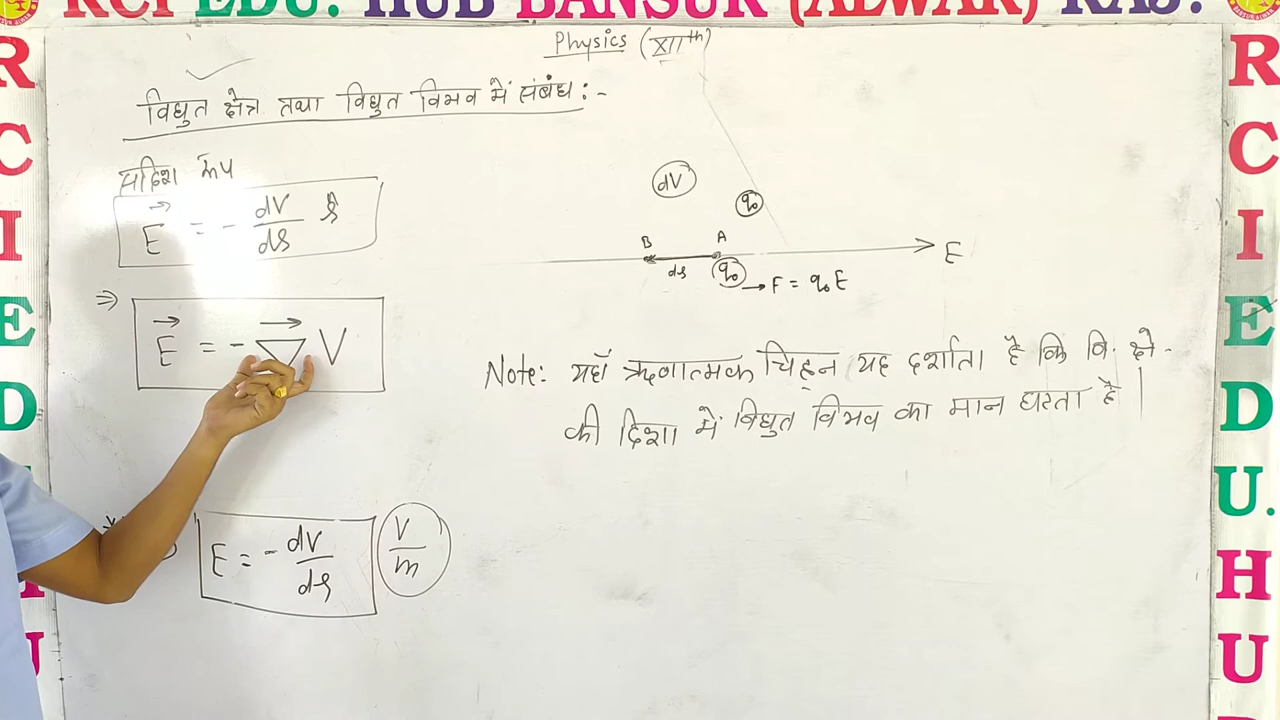 RCI EDU. HUB BANSUR (ALWAR) RAJ.
Physics (XIIth)
विद्युत क्षेत्र तथा विद्युत विभव में संबंध :-
सदिश रूप
E⃗ = - dV/ds ŝ
⇒ E⃗ = - ∇⃗ V
E = - dV/ds
V/m
dV
q₀
B A
ds q₀ → F = q₀E
E
Note: यहाँ ऋणात्मक चिह्न यह दर्शाता है कि वि. क्षे.
की दिशा में विद्युत विभव का मान घटता है |
R
C
I
E
D
U
R
C
I
E
D
U.
H
U